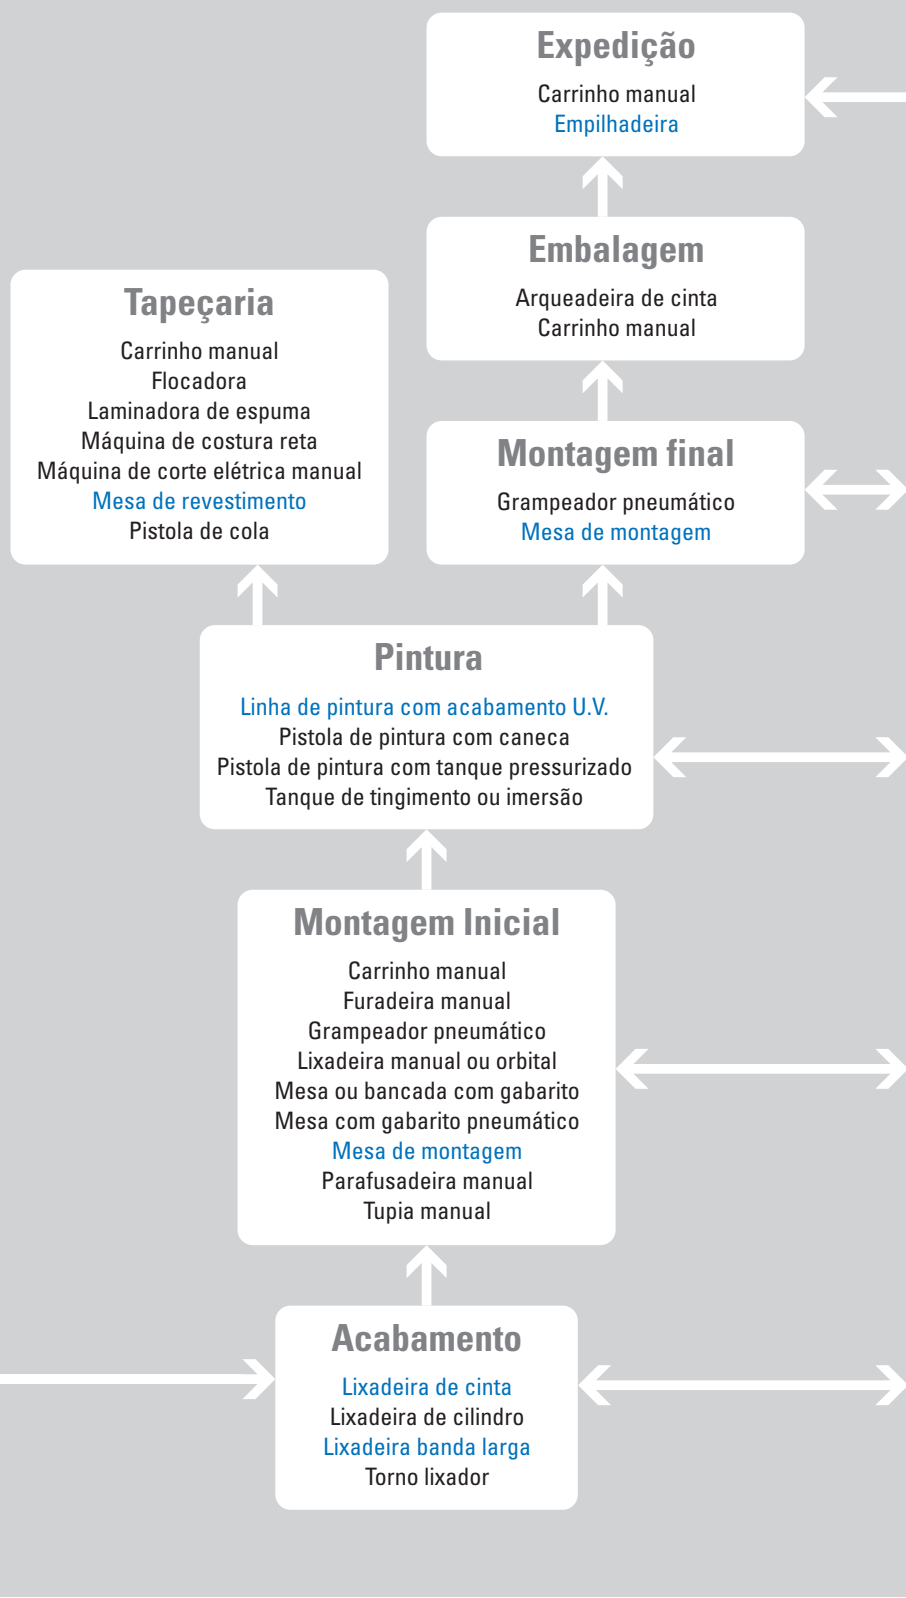 Expedição
Carrinho manual
Empilhadeira
Embalagem
Arqueadeira de cinta
Carrinho manual
Tapeçaria
Carrinho manual
Flocadora
Laminadora de espuma
Máquina de costura reta
Máquina de corte elétrica manual
Mesa de revestimento
Pistola de cola
Montagem final
Grampeador pneumático
Mesa de montagem
Pintura
Linha de pintura com acabamento U.V.
Pistola de pintura com caneca
Pistola de pintura com tanque pressurizado
Tanque de tingimento ou imersão
Montagem Inicial
Carrinho manual
Furadeira manual
Grampeador pneumático
Lixadeira manual ou orbital
Mesa ou bancada com gabarito
Mesa com gabarito pneumático
Mesa de montagem
Parafusadeira manual
Tupia manual
Acabamento
Lixadeira de cinta
Lixadeira de cilindro
Lixadeira banda larga
Torno lixador